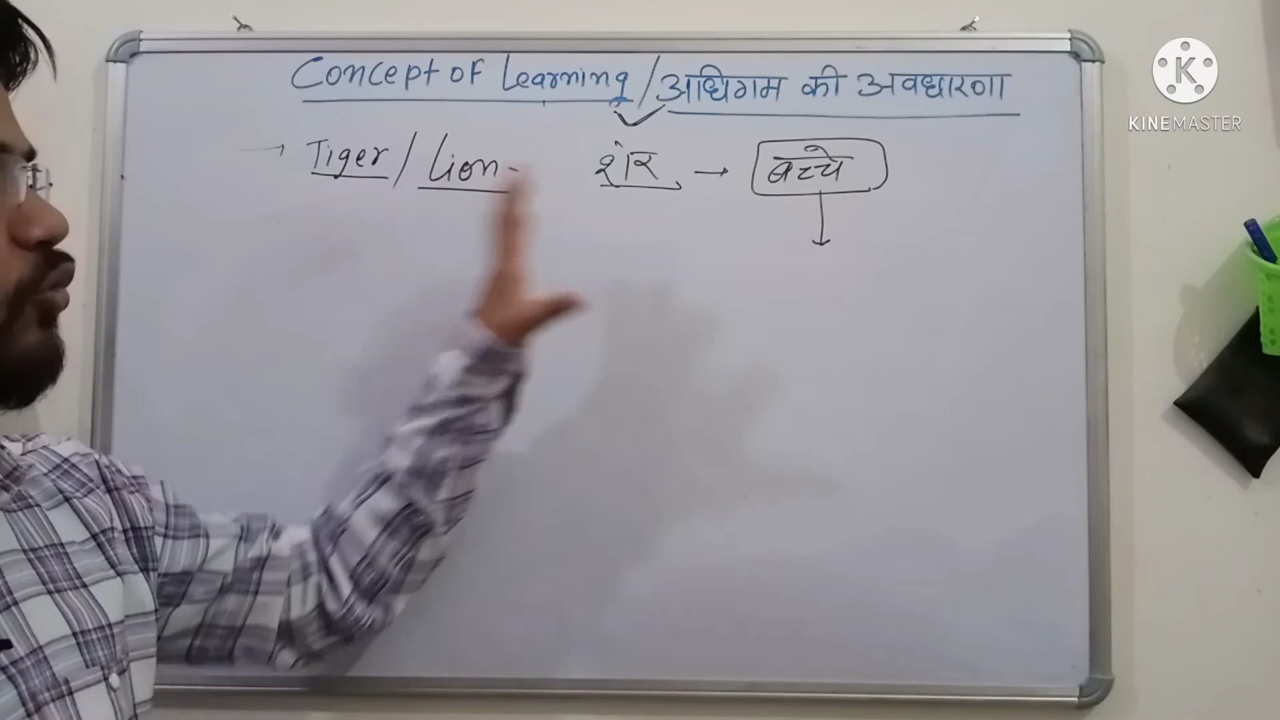 Concept of Learning / अधिगम की अवधारणा
→ Tiger / Lion - शेर → बच्चे
K
KINEMASTER